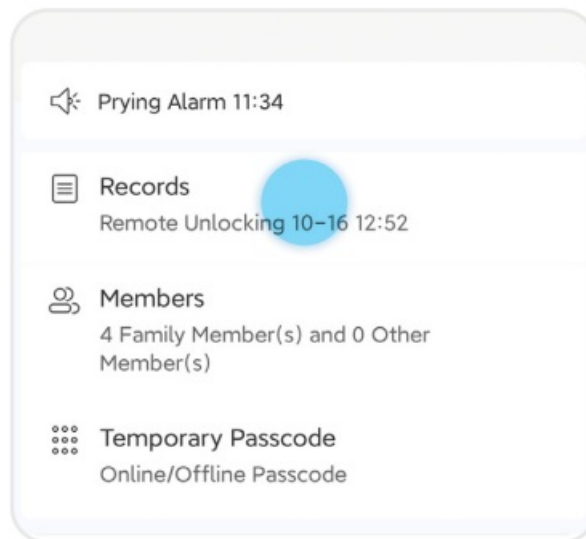 Prying Alarm 11:34
Records
Remote Unlocking 10-16 12:52
Members
4 Family Member(s) and 0 Other
Member(s)
Temporary Passcode
Online/Offline Passcode